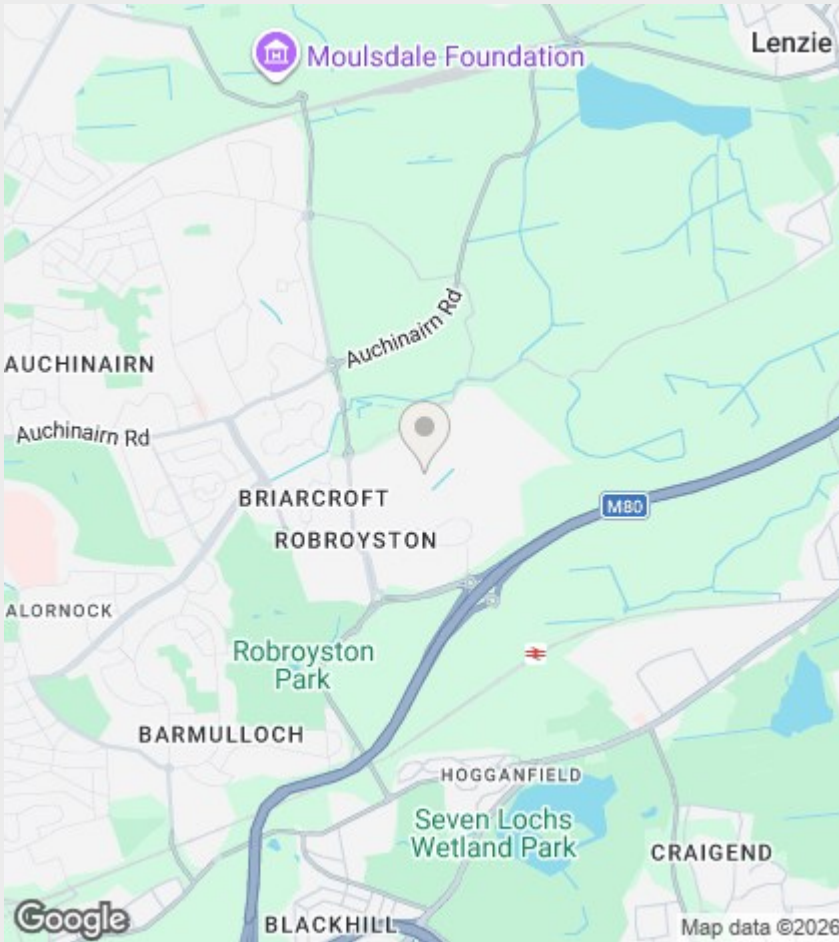 Lenzie
Moulsdale Foundation
Auchinairn Rd
AUCHINAIRN
Auchinairn Rd
BRIARCROFT
M80
ROBROYSTON
ALORNOCK
Robroyston
Park
BARMULLOCH
HOGGANFIELD
Seven Lochs
Wetland Park
CRAIGEND
BLACKHILL
Google
Map data ©2026